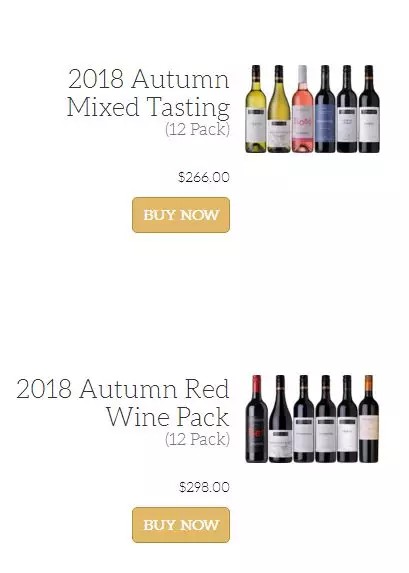 2018 Autumn
Mixed Tasting
(12 Pack)
$266.00
BUY NOW
2018 Autumn Red
Wine Pack
(12 Pack)
$298.00
BUY NOW